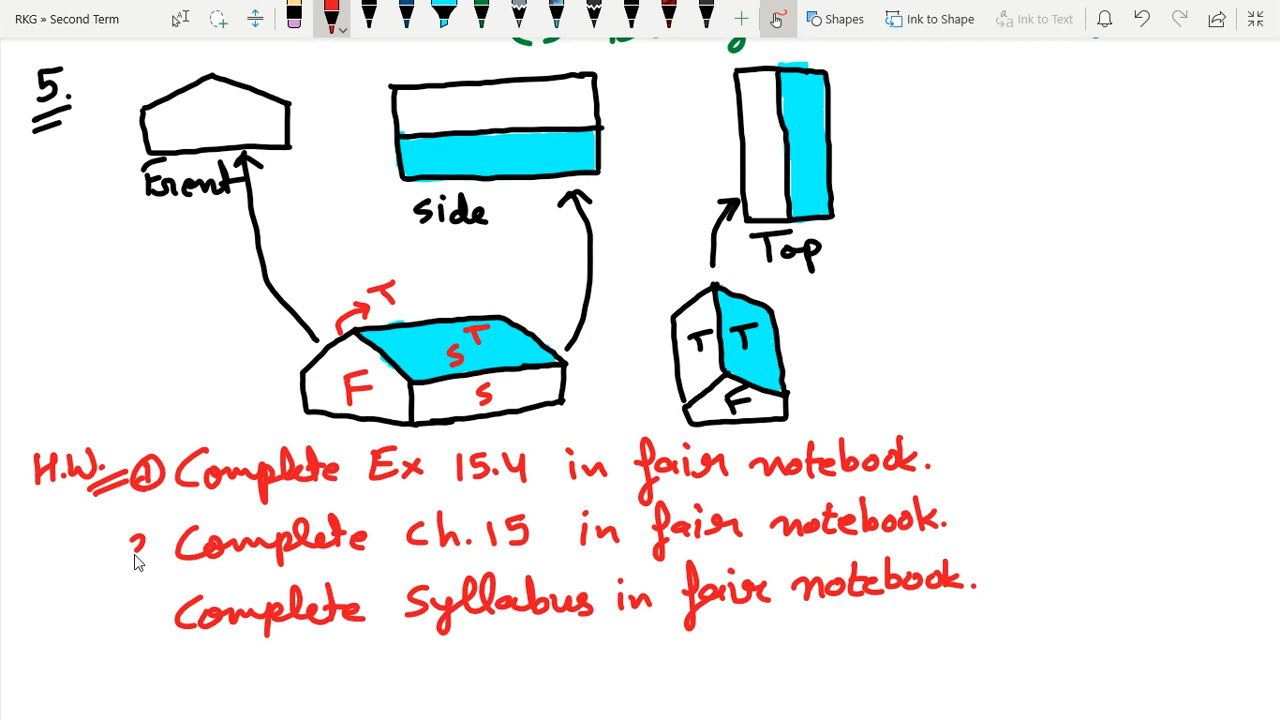 RKG » Second Term
Shapes
Ink to Shape
Ink to Text
5.
Front
Side
Top
T
T
S
F
S
T
T
F
H.W. 1 Complete Ex 15.4 in fair notebook.
2 Complete Ch. 15 in fair notebook.
Complete Syllabus in fair notebook.